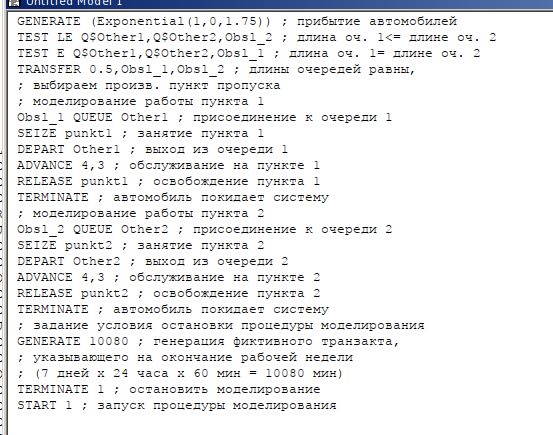 Untitled Model 1
GENERATE (Exponential(1,0,1.75)) ; прибытие автомобилей
TEST LE Q$Other1,Q$Other2,Obsl_2 ; длина оч. 1<= длине оч. 2
TEST E Q$Other1,Q$Other2,Obsl_1 ; длина оч. 1= длине оч. 2
TRANSFER 0.5,Obsl_1,Obsl_2 ; длины очередей равны,
; выбираем произв. пункт пропуска
; моделирование работы пункта 1
Obsl_1 QUEUE Other1 ; присоединение к очереди 1
SEIZE punkt1 ; занятие пункта 1
DEPART Other1 ; выход из очереди 1
ADVANCE 4,3 ; обслуживание на пункте 1
RELEASE punkt1 ; освобождение пункта 1
TERMINATE ; автомобиль покидает систему
; моделирование работы пункта 2
Obsl_2 QUEUE Other2 ; присоединение к очереди 2
SEIZE punkt2 ; занятие пункта 2
DEPART Other2 ; выход из очереди 2
ADVANCE 4,3 ; обслуживание на пункте 2
RELEASE punkt2 ; освобождение пункта 2
TERMINATE ; автомобиль покидает систему
; задание условия остановки процедуры моделирования
GENERATE 10080 ; генерация фиктивного транзакта,
; указывающего на окончание рабочей недели
; (7 дней х 24 часа х 60 мин = 10080 мин)
TERMINATE 1 ; остановить моделирование
START 1 ; запуск процедуры моделирования